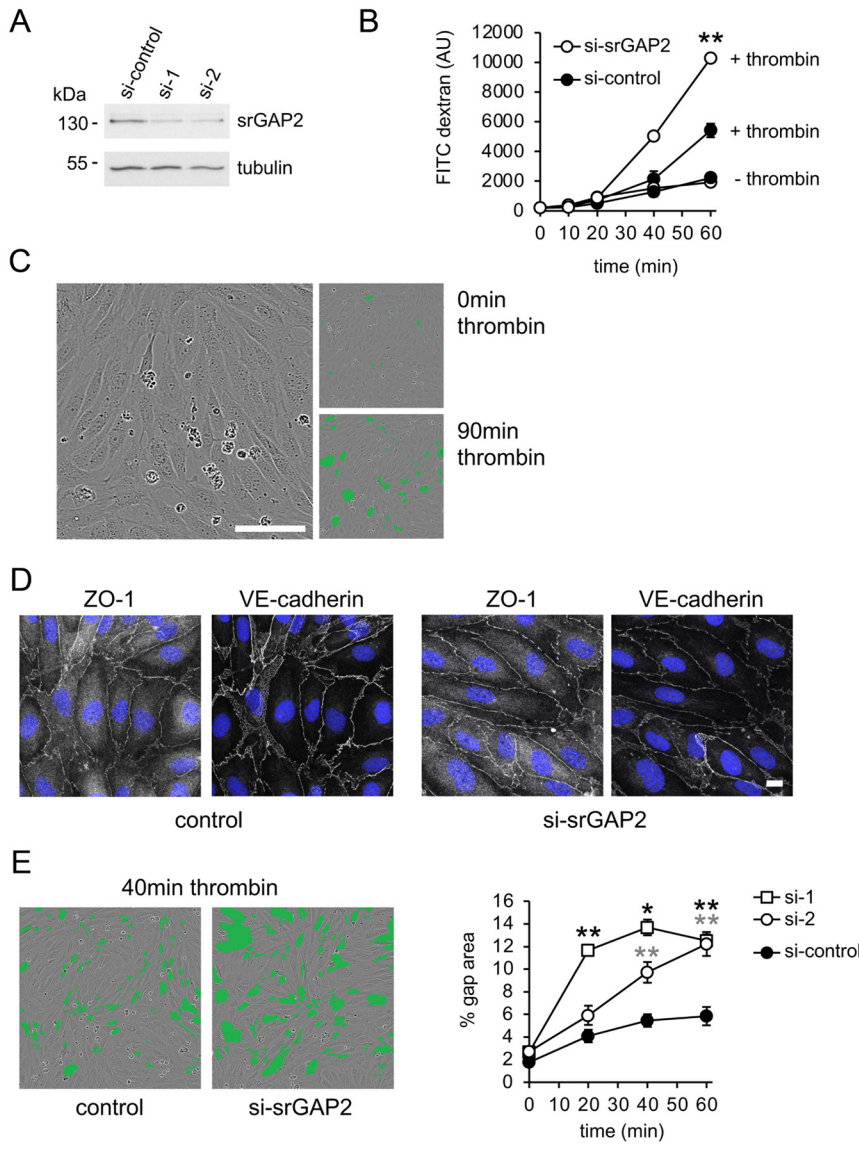 A
si-control
si-1
si-2
kDa
130 -
srGAP2
55 -
tubulin
B
FITC dextran (AU)
12000
10000
8000
6000
4000
2000
0
si-srGAP2
si-control
**
+ thrombin
+ thrombin
- thrombin
0 10 20 30 40 50 60
time (min)
C
0min
thrombin
90min
thrombin
D
ZO-1 VE-cadherin ZO-1 VE-cadherin
control si-srGAP2
E
40min thrombin
control si-srGAP2
% gap area
16
14
12
10
8
6
4
2
0
**
*
**
**
**
si-1
si-2
si-control
0 10 20 30 40 50 60
time (min)